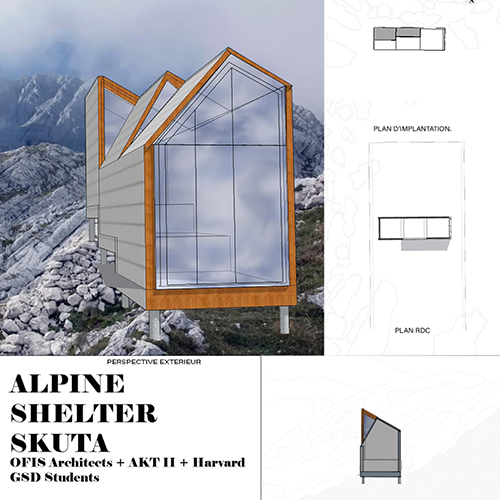 PLAN D'IMPLANTATION.
PLAN RDC
PERSPECTIVE EXTERIEUR
ALPINE
SHELTER
SKUTA
OFIS Architects + AKT II + Harvard
GSD Students